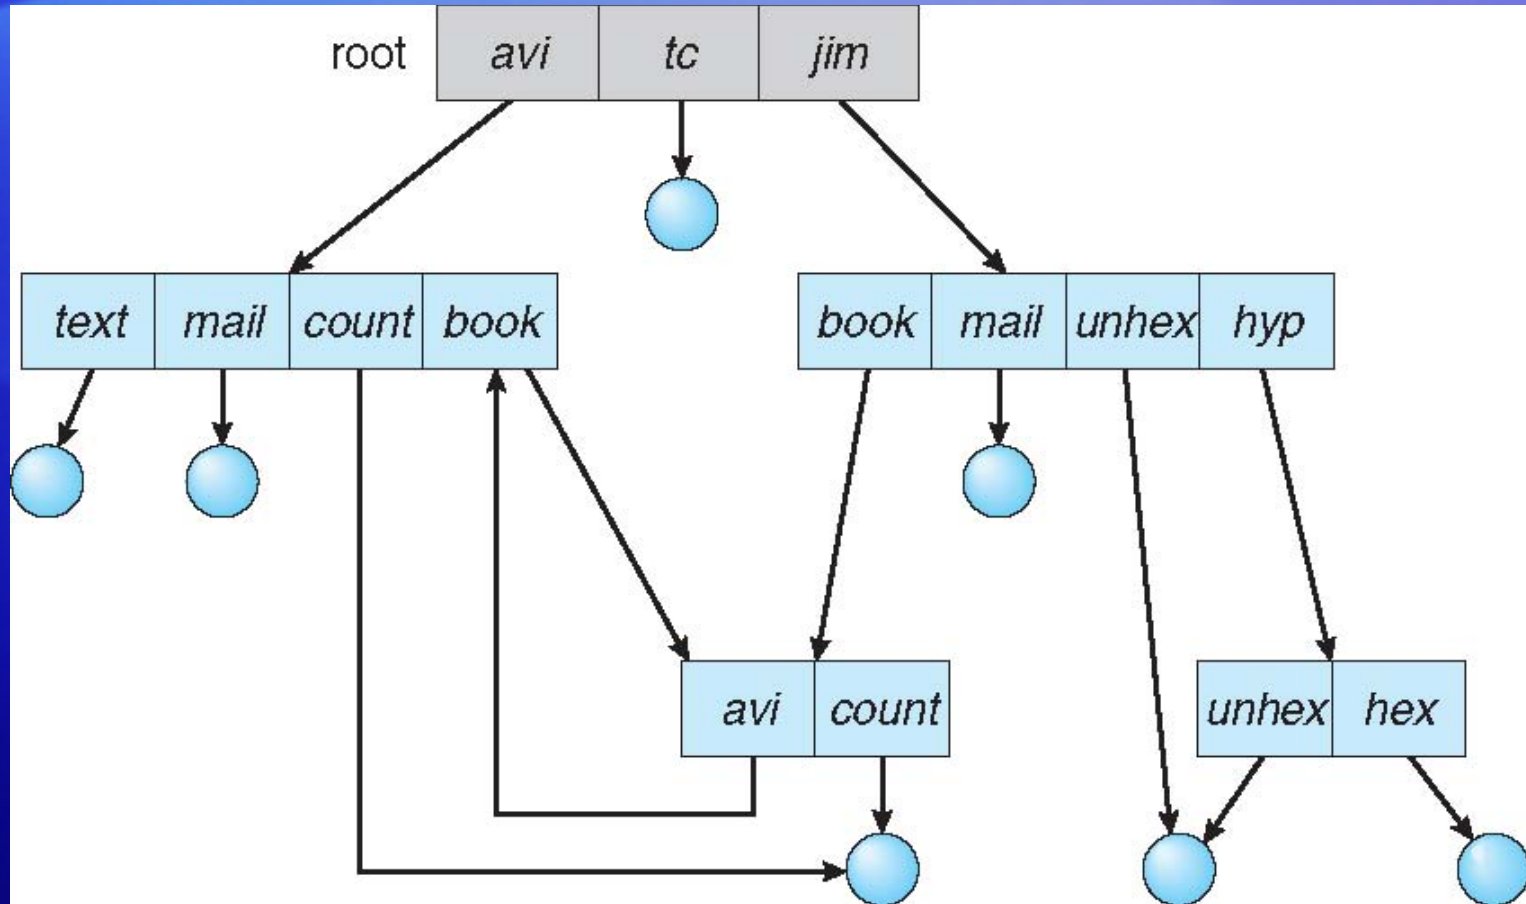 root avi tc jim
text mail count book
book mail unhex hyp
avi count
unhex hex